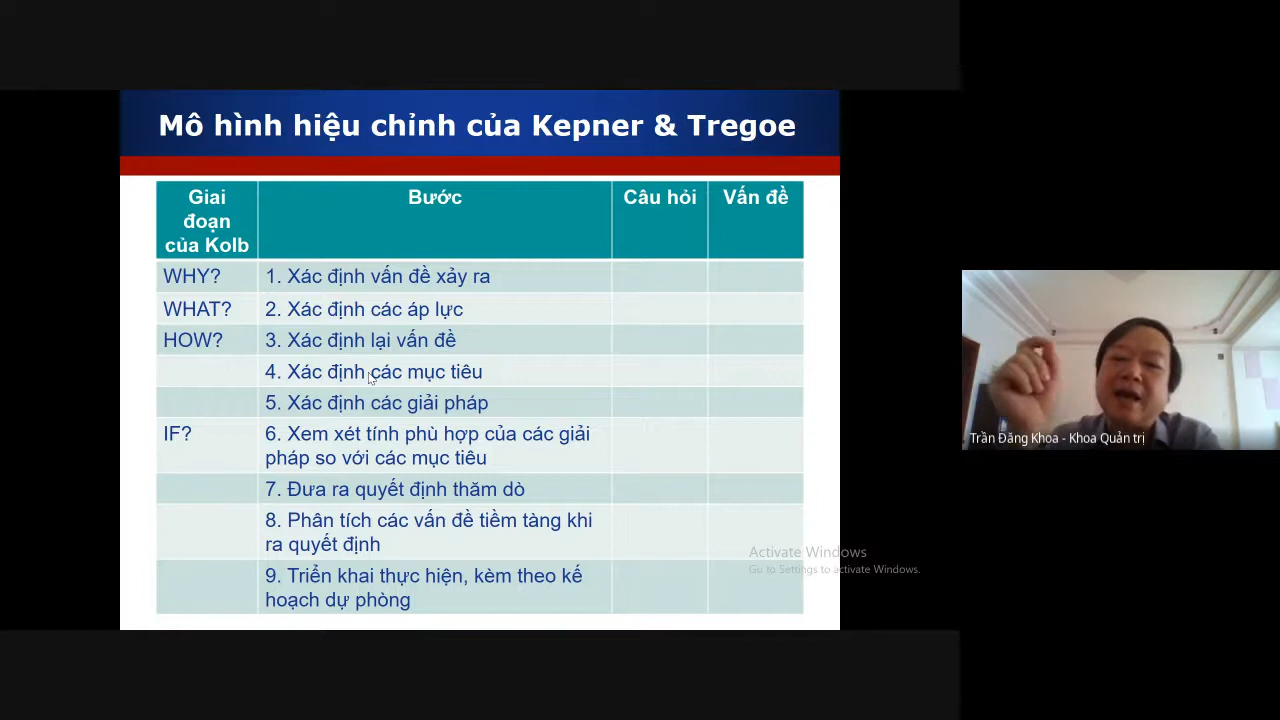 Mô hình hiệu chỉnh của Kepner & Tregoe
Giai
đoạn
của Kolb
Bước
Câu hỏi
Vấn đề
WHY?
1. Xác định vấn đề xảy ra
WHAT?
2. Xác định các áp lực
HOW?
3. Xác định lại vấn đề
4. Xác định các mục tiêu
5. Xác định các giải pháp
IF?
6. Xem xét tính phù hợp của các giải
pháp so với các mục tiêu
7. Đưa ra quyết định thăm dò
8. Phân tích các vấn đề tiềm tàng khi
ra quyết định
9. Triển khai thực hiện, kèm theo kế
hoạch dự phòng
Activate Windows
Go to Settings to activate Windows.
Trần Đăng Khoa - Khoa Quản trị